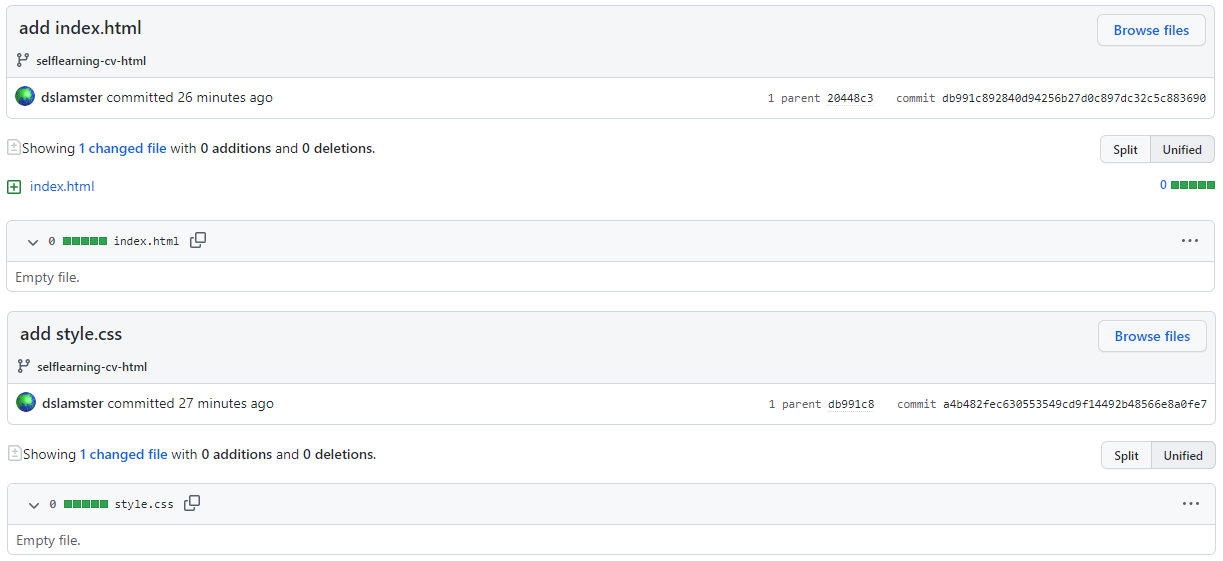 add index.html
Browse files
selflearning-cv-html
dslamster committed 26 minutes ago
1 parent 20448c3 commit db991c892840d94256b27d0c897dc32c5c883690
Showing 1 changed file with 0 additions and 0 deletions.
Split Unified
index.html
0
0 index.html
Empty file.
add style.css
Browse files
selflearning-cv-html
dslamster committed 27 minutes ago
1 parent db991c8 commit a4b482fec630553549cd9f14492b48566e8a0fe7
Showing 1 changed file with 0 additions and 0 deletions.
Split Unified
0 style.css
Empty file.